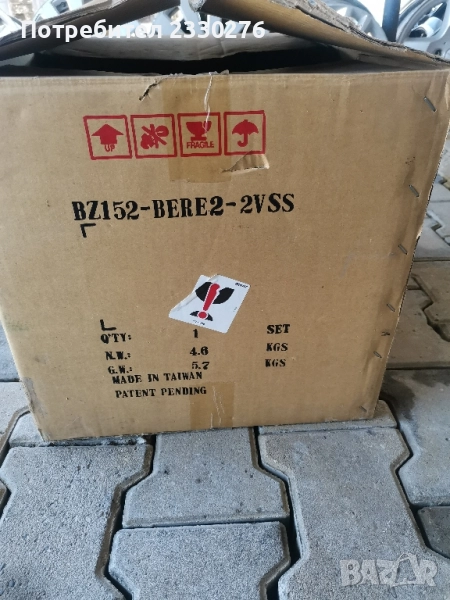 Потребител 2330276
UP
FRAGILE
BZ152-BERE2-2VSS
Q'TY: 1 SET
N.W.: 4.6 KGS
G.W.: 5.7 KGS
MADE IN TAIWAN
PATENT PENDING
BAZAR